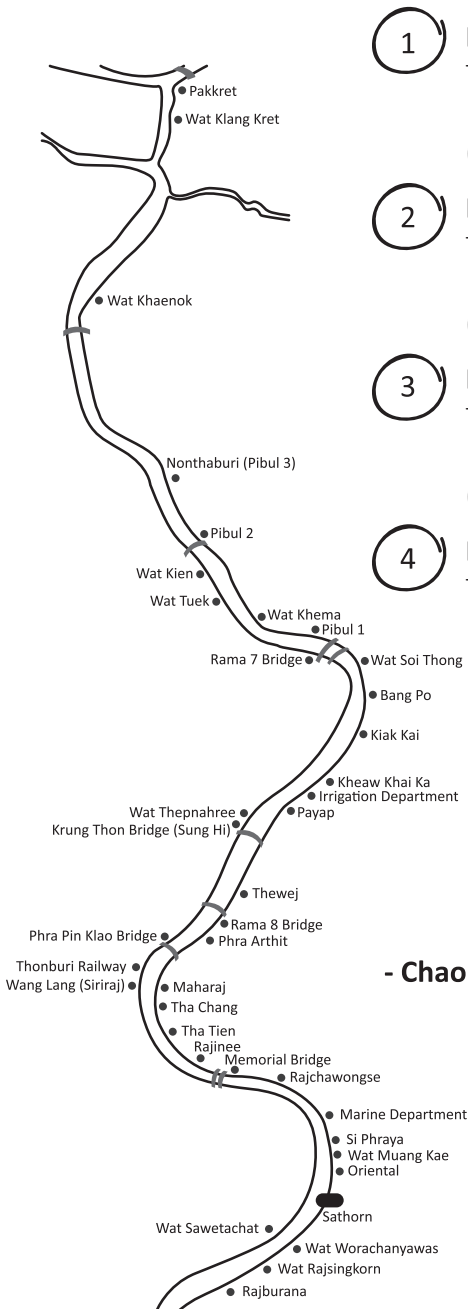 1
Pakkret
Wat Klang Kret
2
Wat Khaenok
3
Nonthaburi (Pibul 3)
Pibul 2
4
Wat Kien
Wat Tuek
Wat Khema
Pibul 1
Rama 7 Bridge
Wat Soi Thong
Bang Po
Kiak Kai
Kheaw Khai Ka
Irrigation Department
Wat Thepnahree
Payap
Krung Thon Bridge (Sung Hi)
Thewej
Rama 8 Bridge
Phra Pin Klao Bridge
Phra Arthit
Thonburi Railway
- Chao
Wang Lang (Siriraj)
Maharaj
Tha Chang
Tha Tien
Rajinee
Memorial Bridge
Rajchawongse
Marine Department
Si Phraya
Wat Muang Kae
Oriental
Sathorn
Wat Sawetachat
Wat Worachanyawas
Wat Rajsingkorn
Rajburana